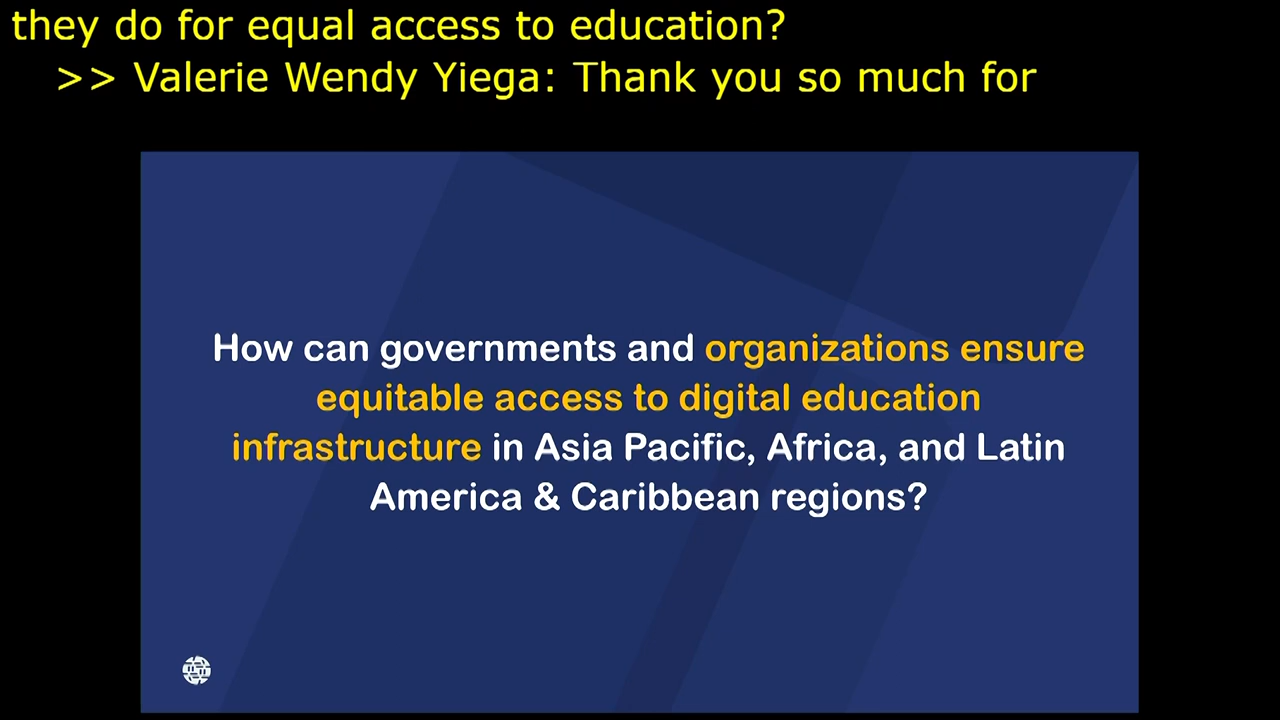 they do for equal access to education?
>> Valerie Wendy Yiega: Thank you so much for
How can governments and organizations ensure
equitable access to digital education
infrastructure in Asia Pacific, Africa, and Latin
America & Caribbean regions?